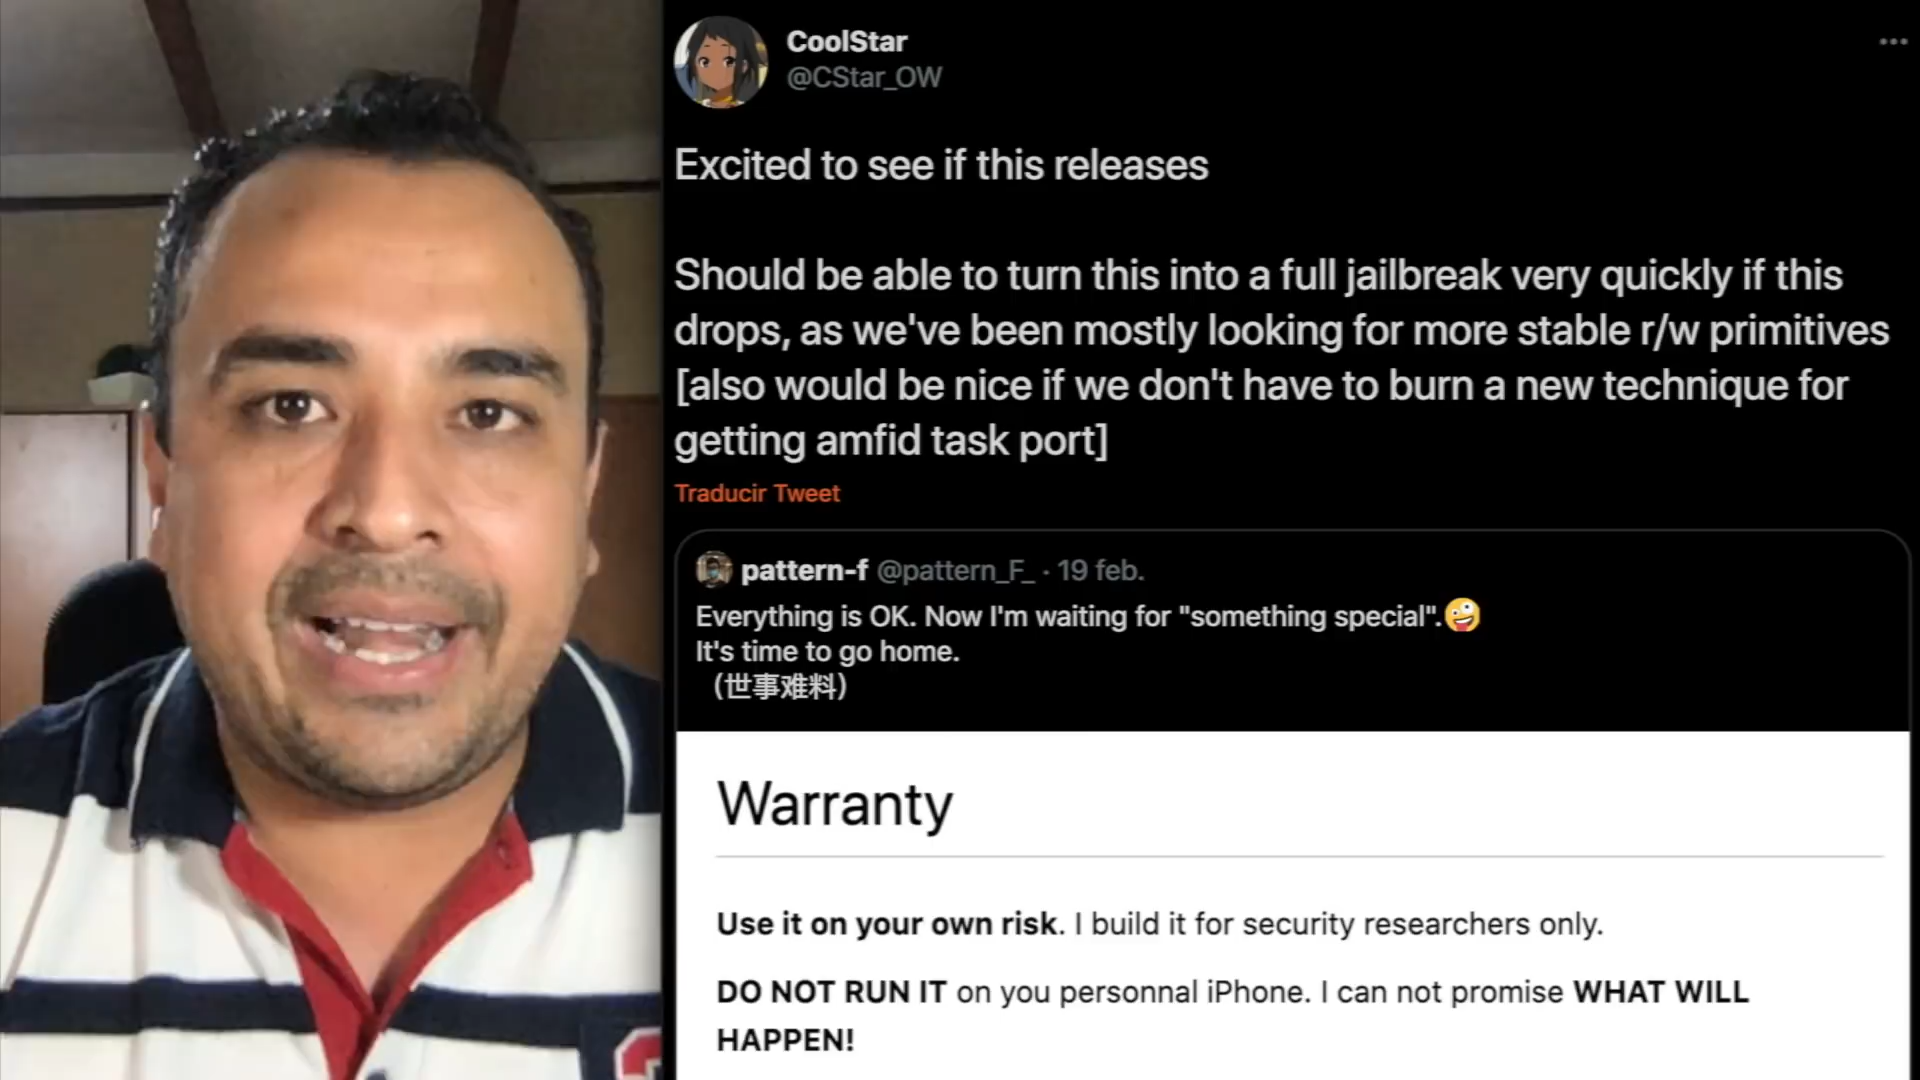 CoolStar
@CStar_OW
Excited to see if this releases
Should be able to turn this into a full jailbreak very quickly if this
drops, as we've been mostly looking for more stable r/w primitives
[also would be nice if we don't have to burn a new technique for
getting amfid task port]
Traducir Tweet
pattern-f @pattern_F_ · 19 feb.
Everything is OK. Now I'm waiting for "something special".🤪
It's time to go home.
（世事难料）
Warranty
Use it on your own risk. I build it for security researchers only.
DO NOT RUN IT on you personnal iPhone. I can not promise WHAT WILL
HAPPEN!